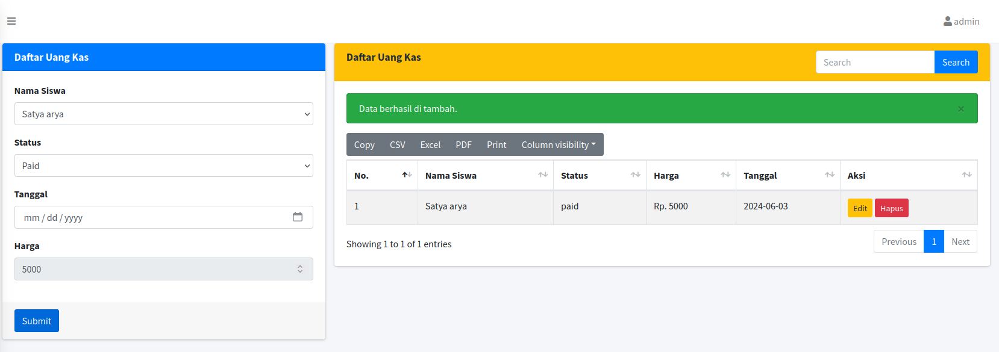 admin
Daftar Uang Kas
Nama Siswa
Satya arya
Status
Paid
Tanggal
mm / dd / yyyy
Harga
5000
Submit
Daftar Uang Kas
Search Search
Data berhasil di tambah. ×
Copy CSV Excel PDF Print Column visibility
No. Nama Siswa Status Harga Tanggal Aksi
1 Satya arya paid Rp. 5000 2024-06-03 Edit Hapus
Showing 1 to 1 of 1 entries
Previous 1 Next